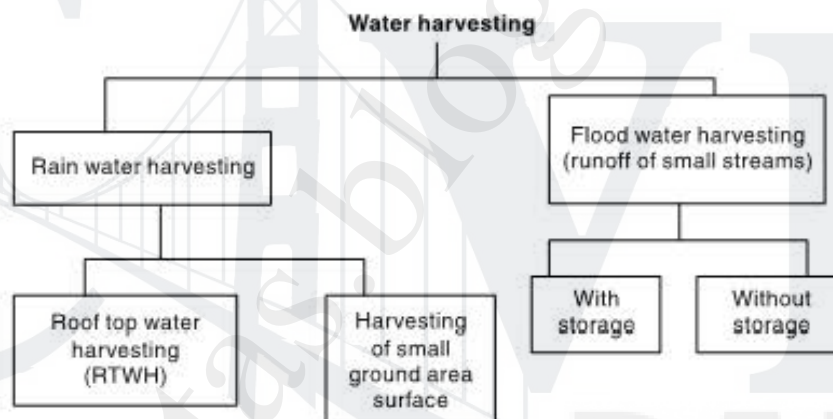 Water harvesting
Rain water harvesting
Flood water harvesting
(runoff of small streams)
Roof top water
harvesting
(RTWH)
Harvesting
of small
ground area
surface
With
storage
Without
storage